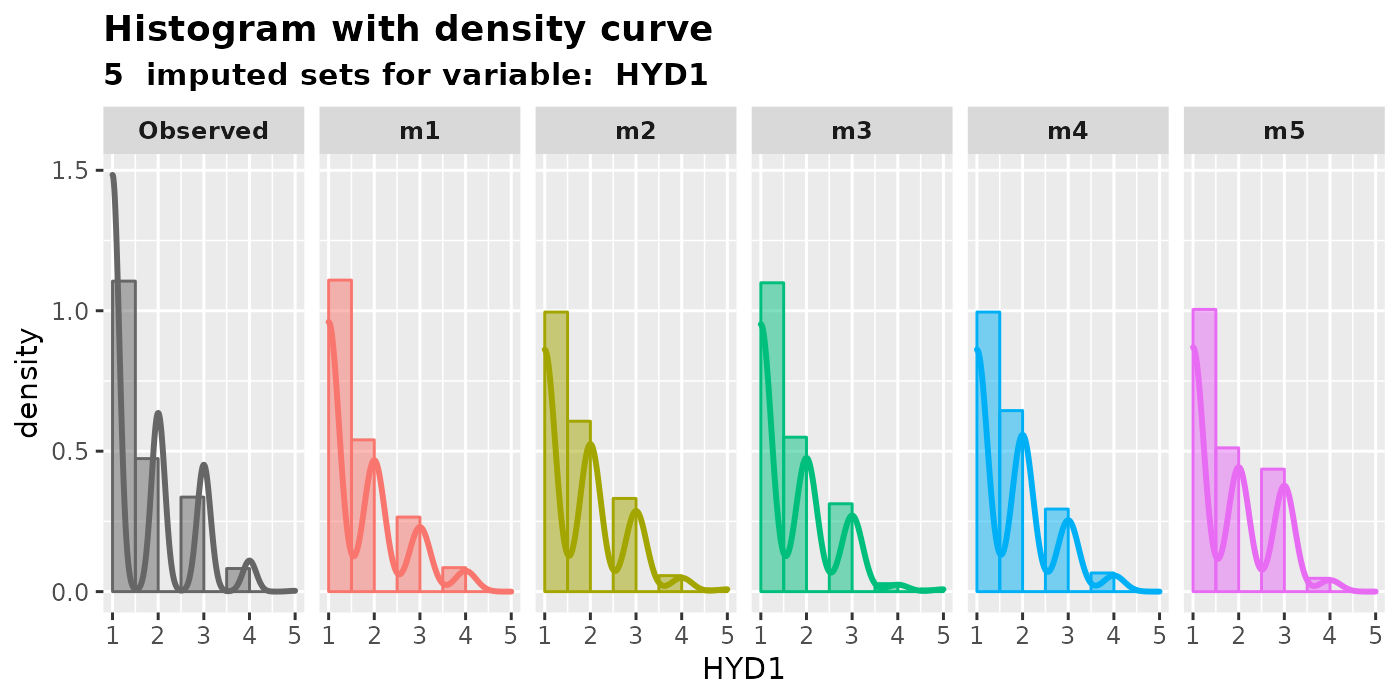 Histogram with density curve
5  imputed sets for variable:  HYD1
Observed m1 m2 m3 m4 m5
1.5
1.0
0.5
0.0
density
1 2 3 4 5 1 2 3 4 5 1 2 3 4 5 1 2 3 4 5 1 2 3 4 5 1 2 3 4 5
HYD1